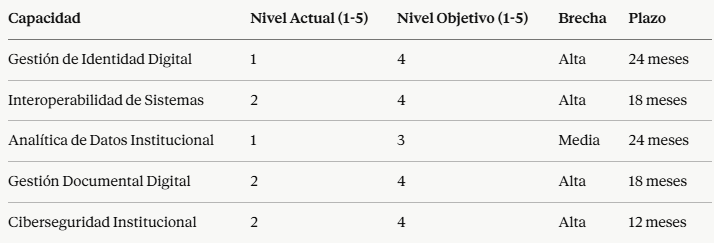 Capacidad Nivel Actual (1-5) Nivel Objetivo (1-5) Brecha Plazo
Gestión de Identidad Digital 1 4 Alta 24 meses
Interoperabilidad de Sistemas 2 4 Alta 18 meses
Analítica de Datos Institucional 1 3 Media 24 meses
Gestión Documental Digital 2 4 Alta 18 meses
Ciberseguridad Institucional 2 4 Alta 12 meses